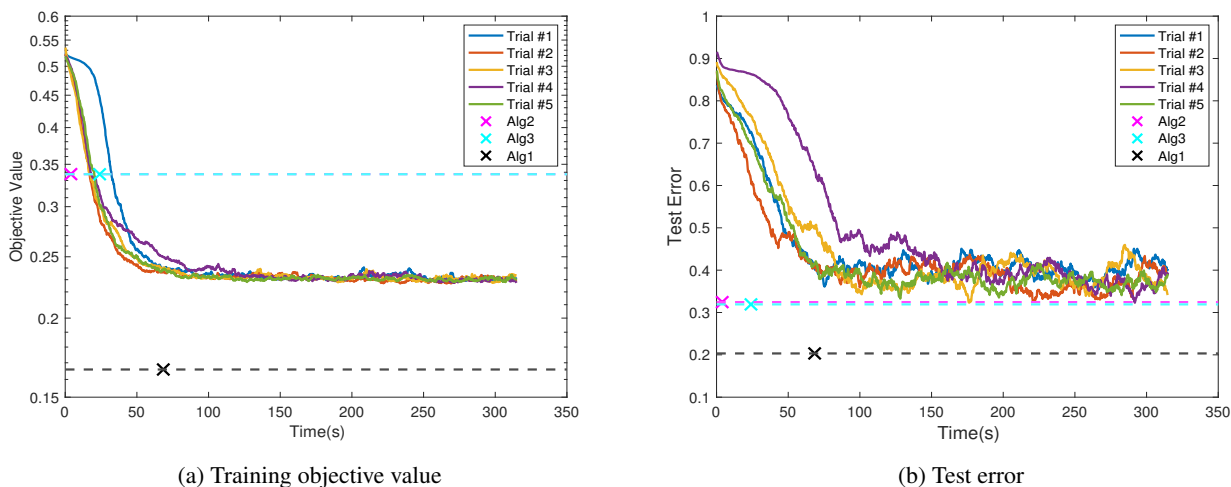 0.6
0.55
0.5
0.45
0.4
0.35
0.3
0.25
0.2
0.15
Objective Value
0 50 100 150 200 250 300 350
Time(s)
Trial #1
Trial #2
Trial #3
Trial #4
Trial #5
Alg2
Alg3
Alg1
(a) Training objective value
1
0.9
0.8
0.7
0.6
0.5
0.4
0.3
0.2
0.1
Test Error
0 50 100 150 200 250 300 350
Time(s)
Trial #1
Trial #2
Trial #3
Trial #4
Trial #5
Alg2
Alg3
Alg1
(b) Test error